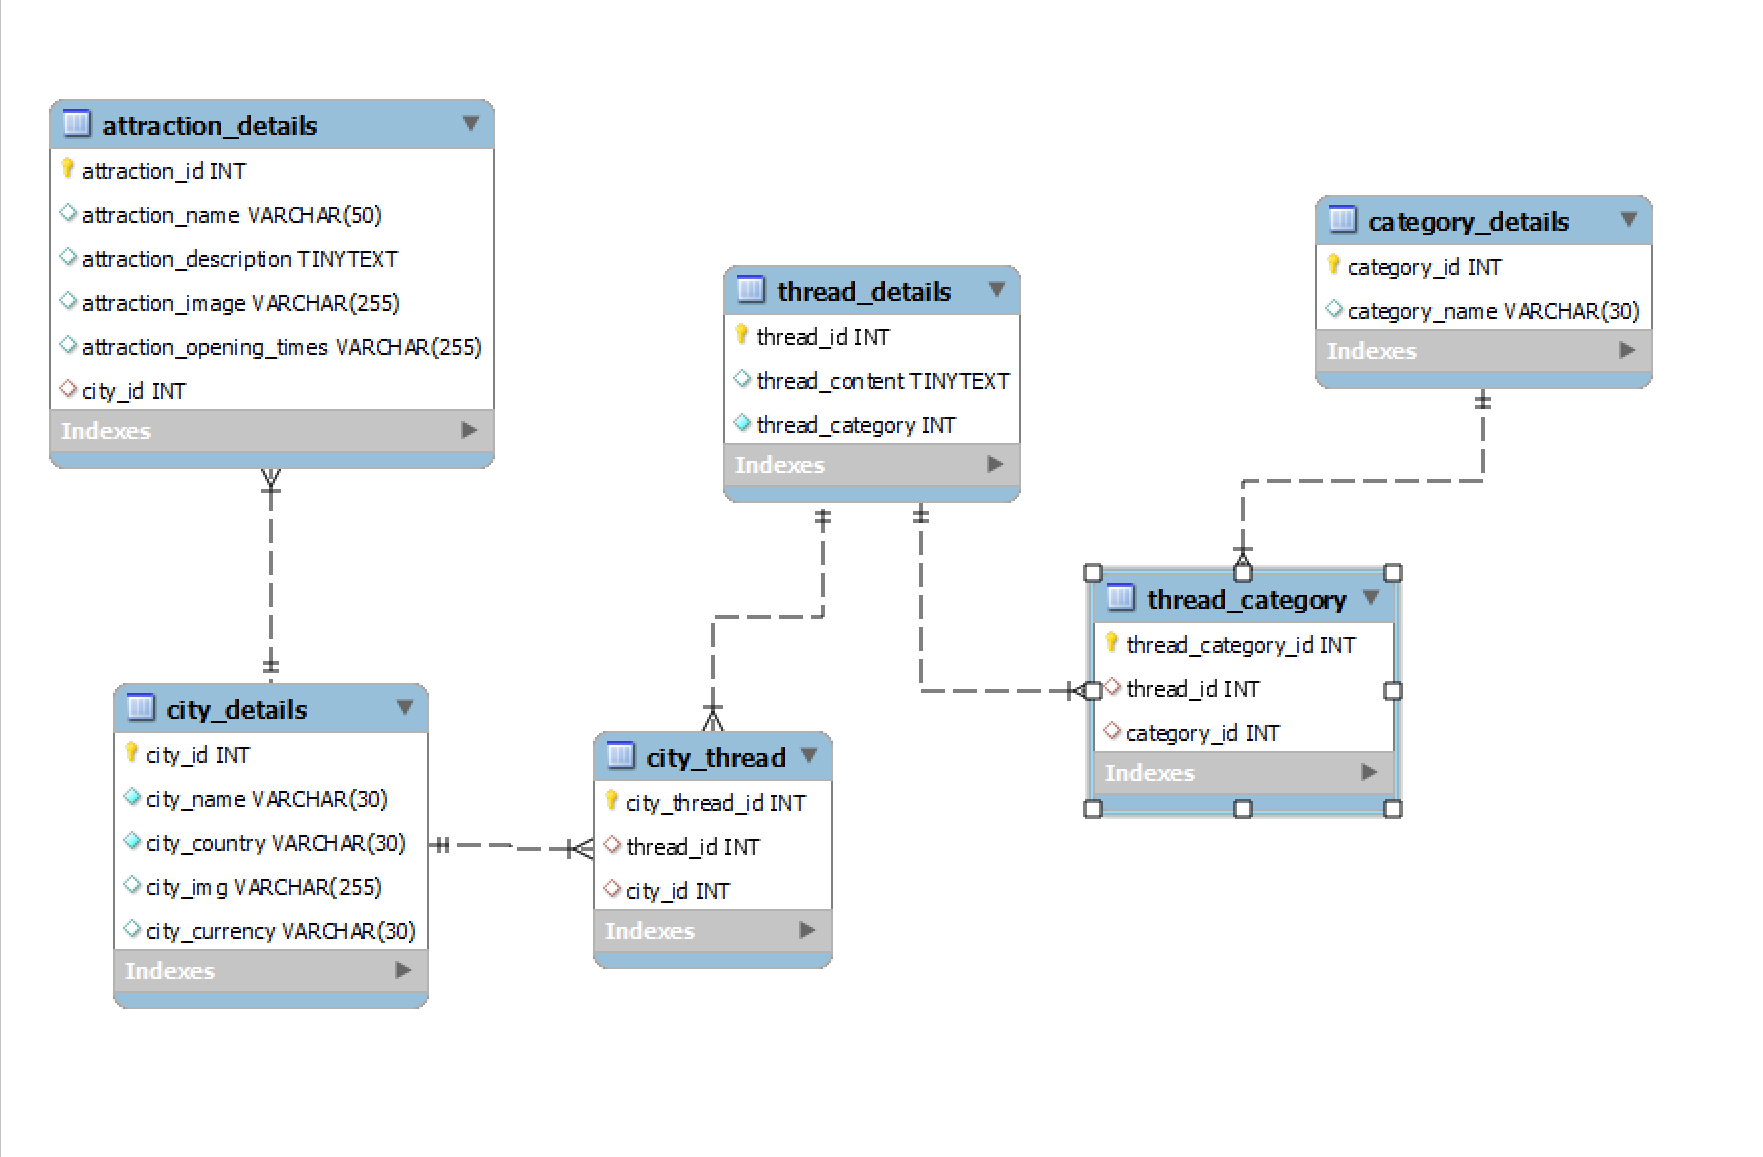 attraction_details
attraction_id INT
attraction_name VARCHAR(50)
attraction_description TINYTEXT
attraction_image VARCHAR(255)
attraction_opening_times VARCHAR(255)
city_id INT
Indexes
thread_details
thread_id INT
thread_content TINYTEXT
thread_category INT
Indexes
category_details
category_id INT
category_name VARCHAR(30)
Indexes
city_details
city_id INT
city_name VARCHAR(30)
city_country VARCHAR(30)
city_img VARCHAR(255)
city_currency VARCHAR(30)
Indexes
city_thread
city_thread_id INT
thread_id INT
city_id INT
Indexes
thread_category
thread_category_id INT
thread_id INT
category_id INT
Indexes